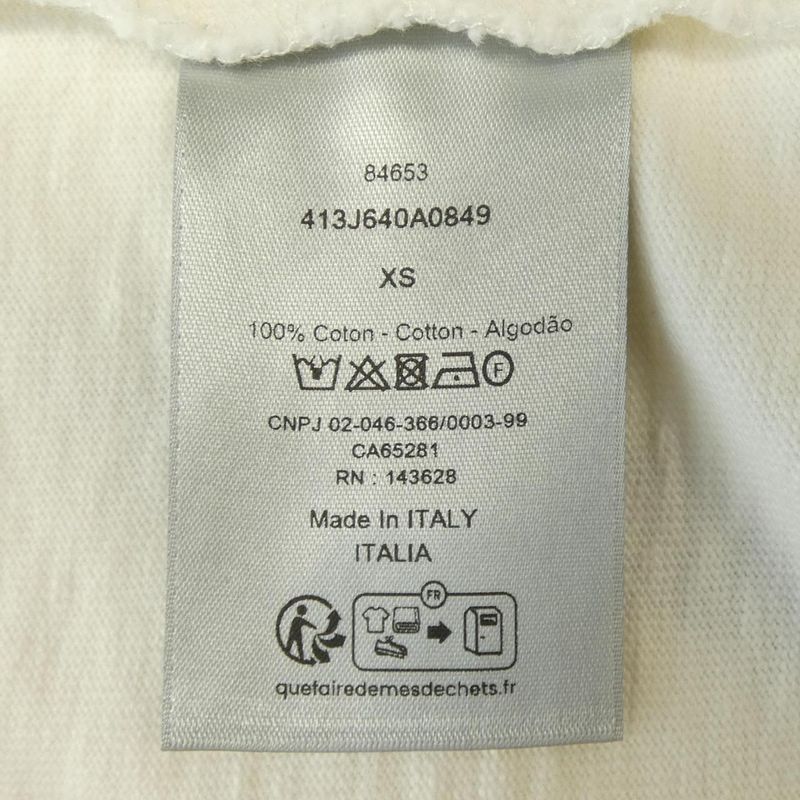 84653
413J640A0849
XS
100% Coton - Cotton - Algodão
F
CNPJ 02-046-366/0003-99
CA65281
RN : 143628
Made In ITALY
ITALIA
FR
quefairedemesdechets.fr